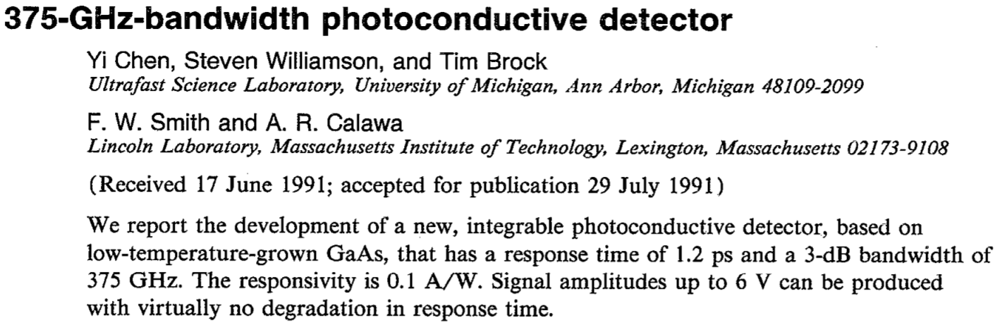 375-GHz-bandwidth photoconductive detector
Yi Chen, Steven Williamson, and Tim Brock
Ultrafast Science Laboratory, University of Michigan, Ann Arbor, Michigan 48109-2099
F. W. Smith and A. R. Calawa
Lincoln Laboratory, Massachusetts Institute of Technology, Lexington, Massachusetts 02173-9108
(Received 17 June 1991; accepted for publication 29 July 1991)
We report the development of a new, integrable photoconductive detector, based on
low-temperature-grown GaAs, that has a response time of 1.2 ps and a 3-dB bandwidth of
375 GHz. The responsivity is 0.1 A/W. Signal amplitudes up to 6 V can be produced
with virtually no degradation in response time.